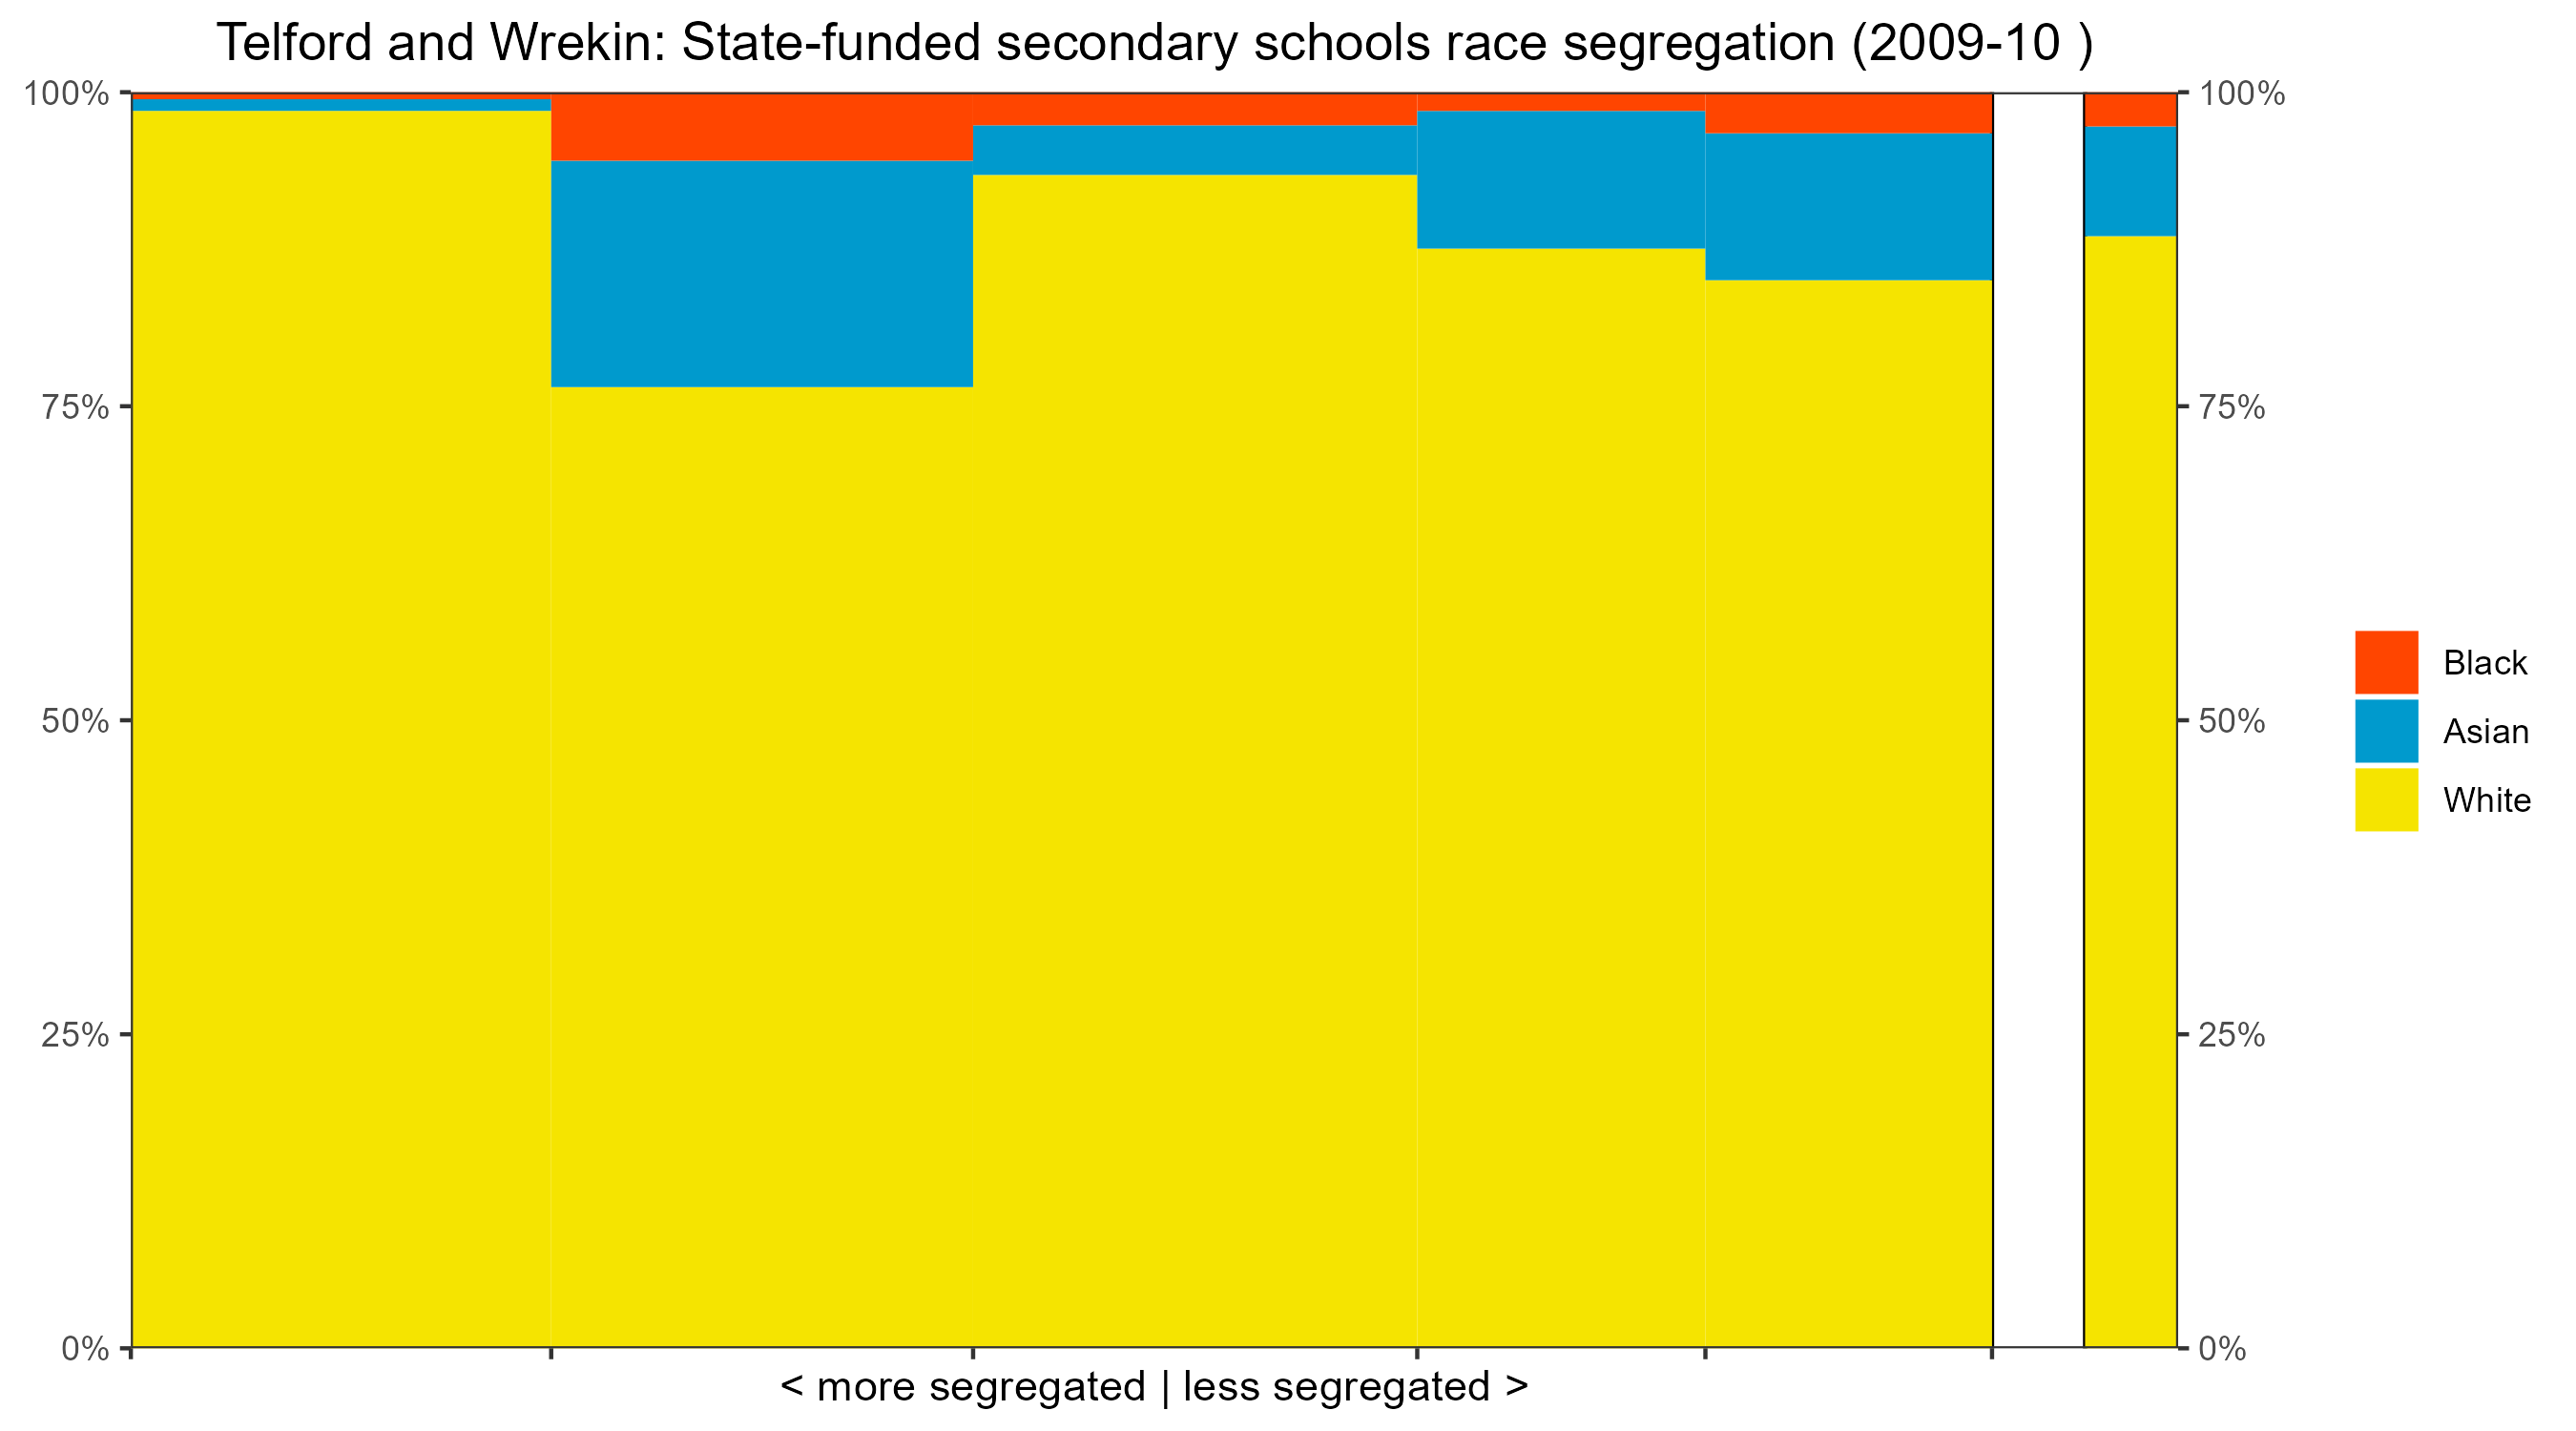 Telford and Wrekin: State-funded secondary schools race segregation (2009-10 )
100%
75%
50%
25%
0%
100%
75%
50%
25%
0%
Black
Asian
White
< more segregated | less segregated >